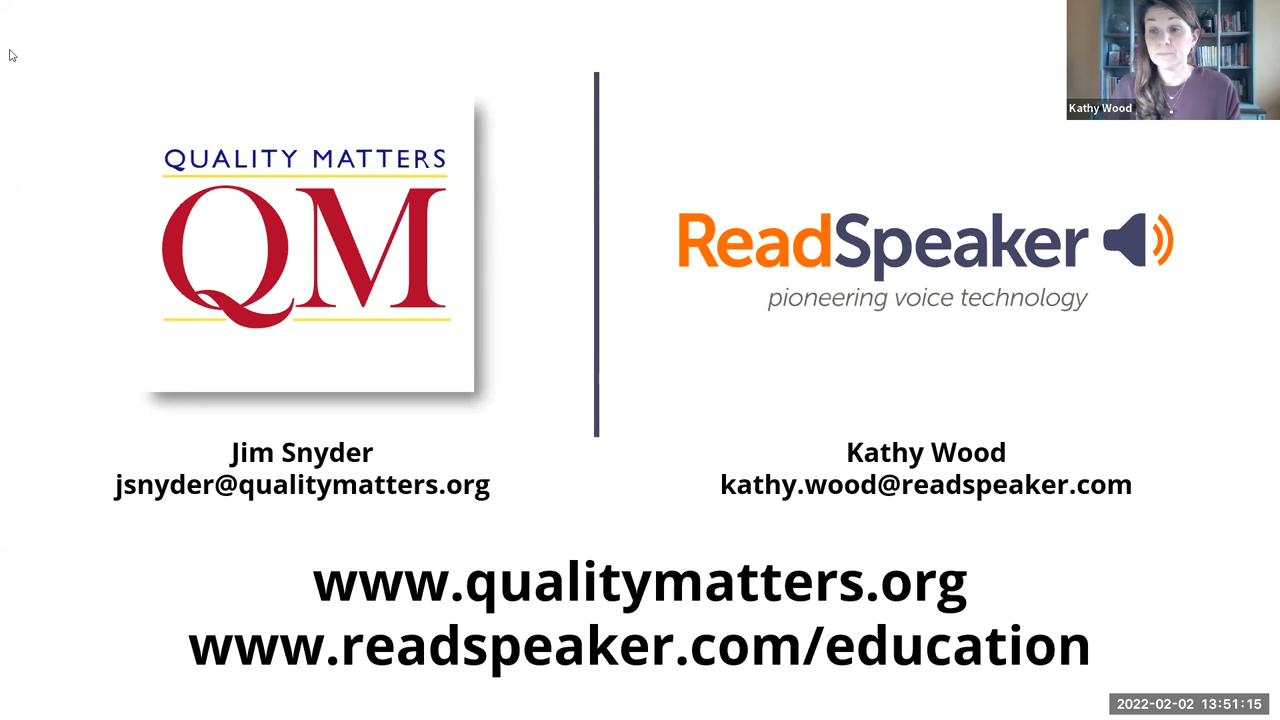 Kathy Wood
QUALITY MATTERS
QM
ReadSpeaker
pioneering voice technology
Jim Snyder
jsnyder@qualitymatters.org
Kathy Wood
kathy.wood@readspeaker.com
www.qualitymatters.org
www.readspeaker.com/education
2022-02-02 13:51:15